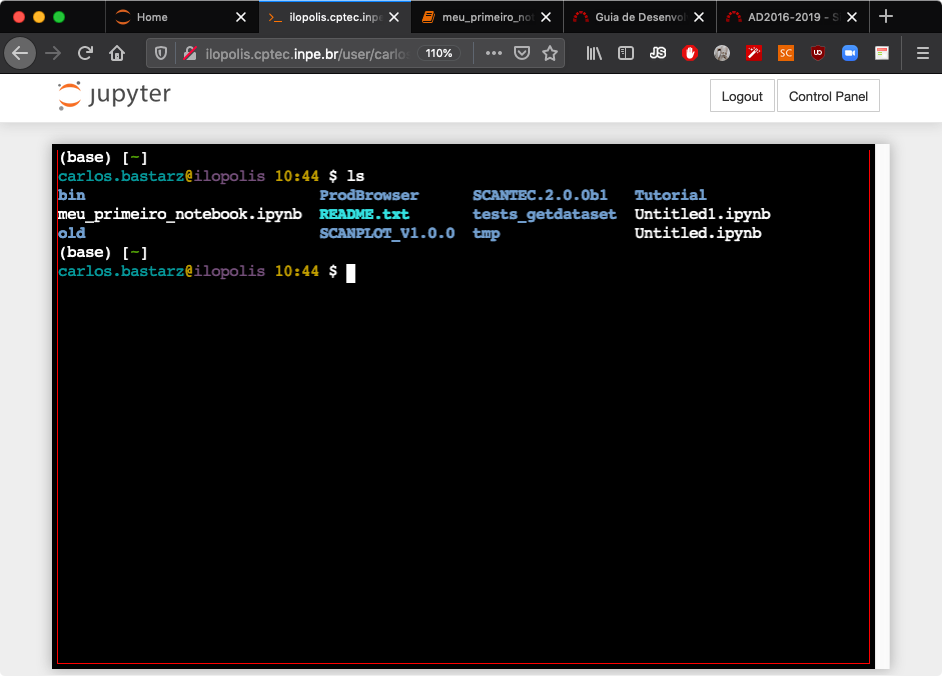 Home ilopolis.cptec.inpe meu_primeiro_not Guia de Desenvol AD2016-2019 - S
ilopolis.cptec.inpe.br/user/carlos 110% JS SC UD
jupyter Logout Control Panel
(base) [~]
carlos.bastarz@ilopolis 10:44 $ ls
bin ProdBrowser SCANTEC.2.0.0b1 Tutorial
meu_primeiro_notebook.ipynb README.txt tests_getdataset Untitled1.ipynb
old SCANPLOT_V1.0.0 tmp Untitled.ipynb
(base) [~]
carlos.bastarz@ilopolis 10:44 $